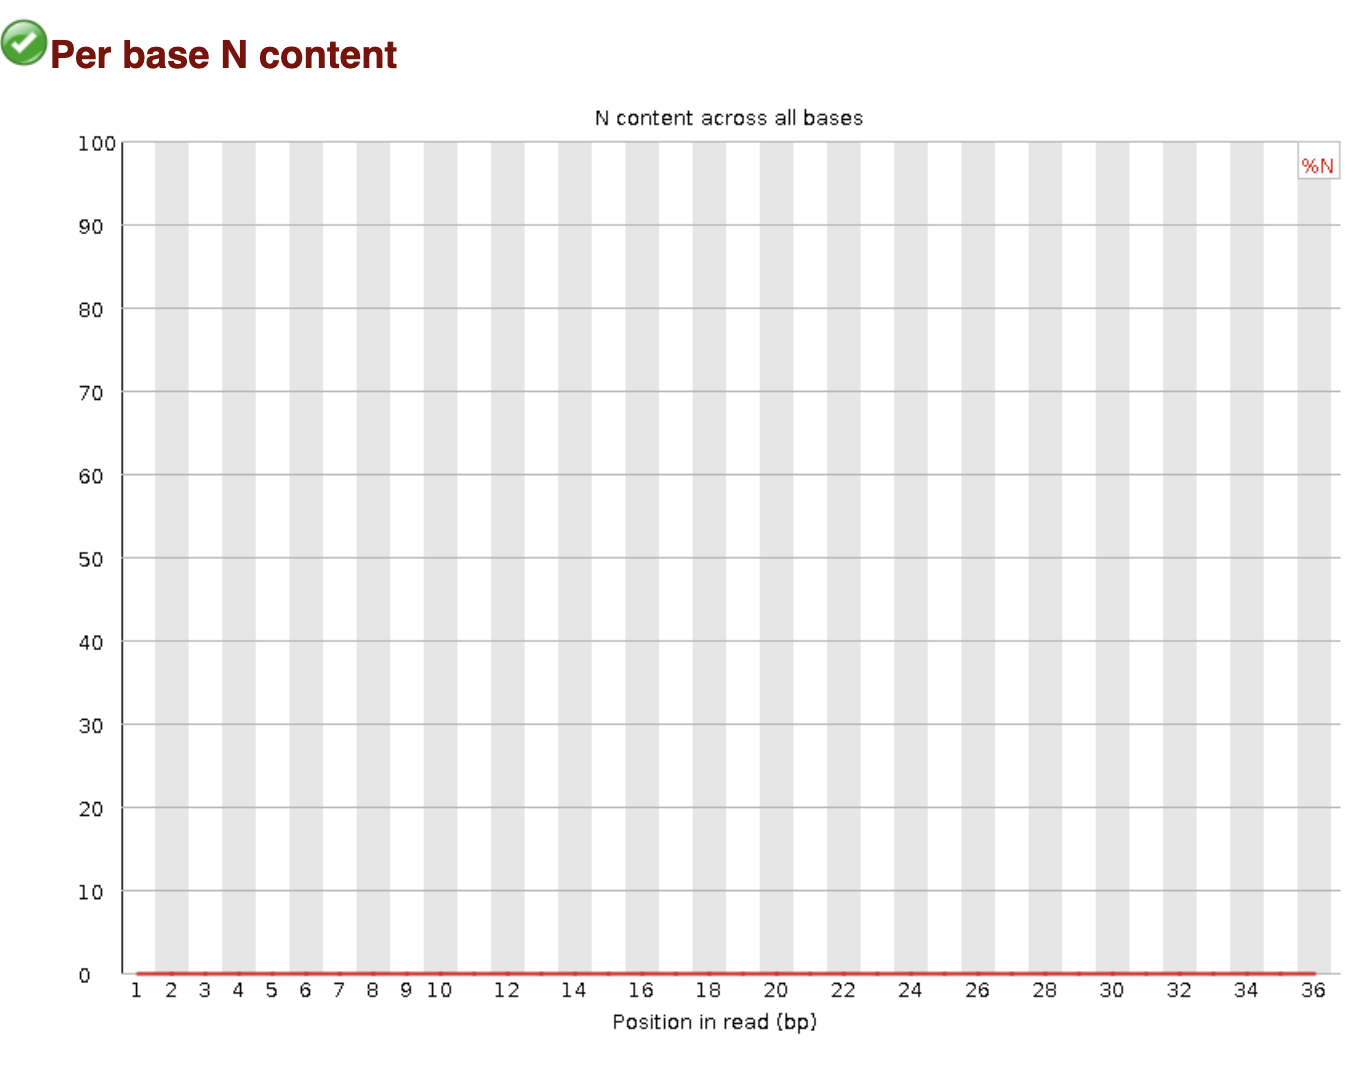 Per base N content
N content across all bases
%N
100
90
80
70
60
50
40
30
20
10
0
1 2 3 4 5 6 7 8 9 10 12 14 16 18 20 22 24 26 28 30 32 34 36
Position in read (bp)